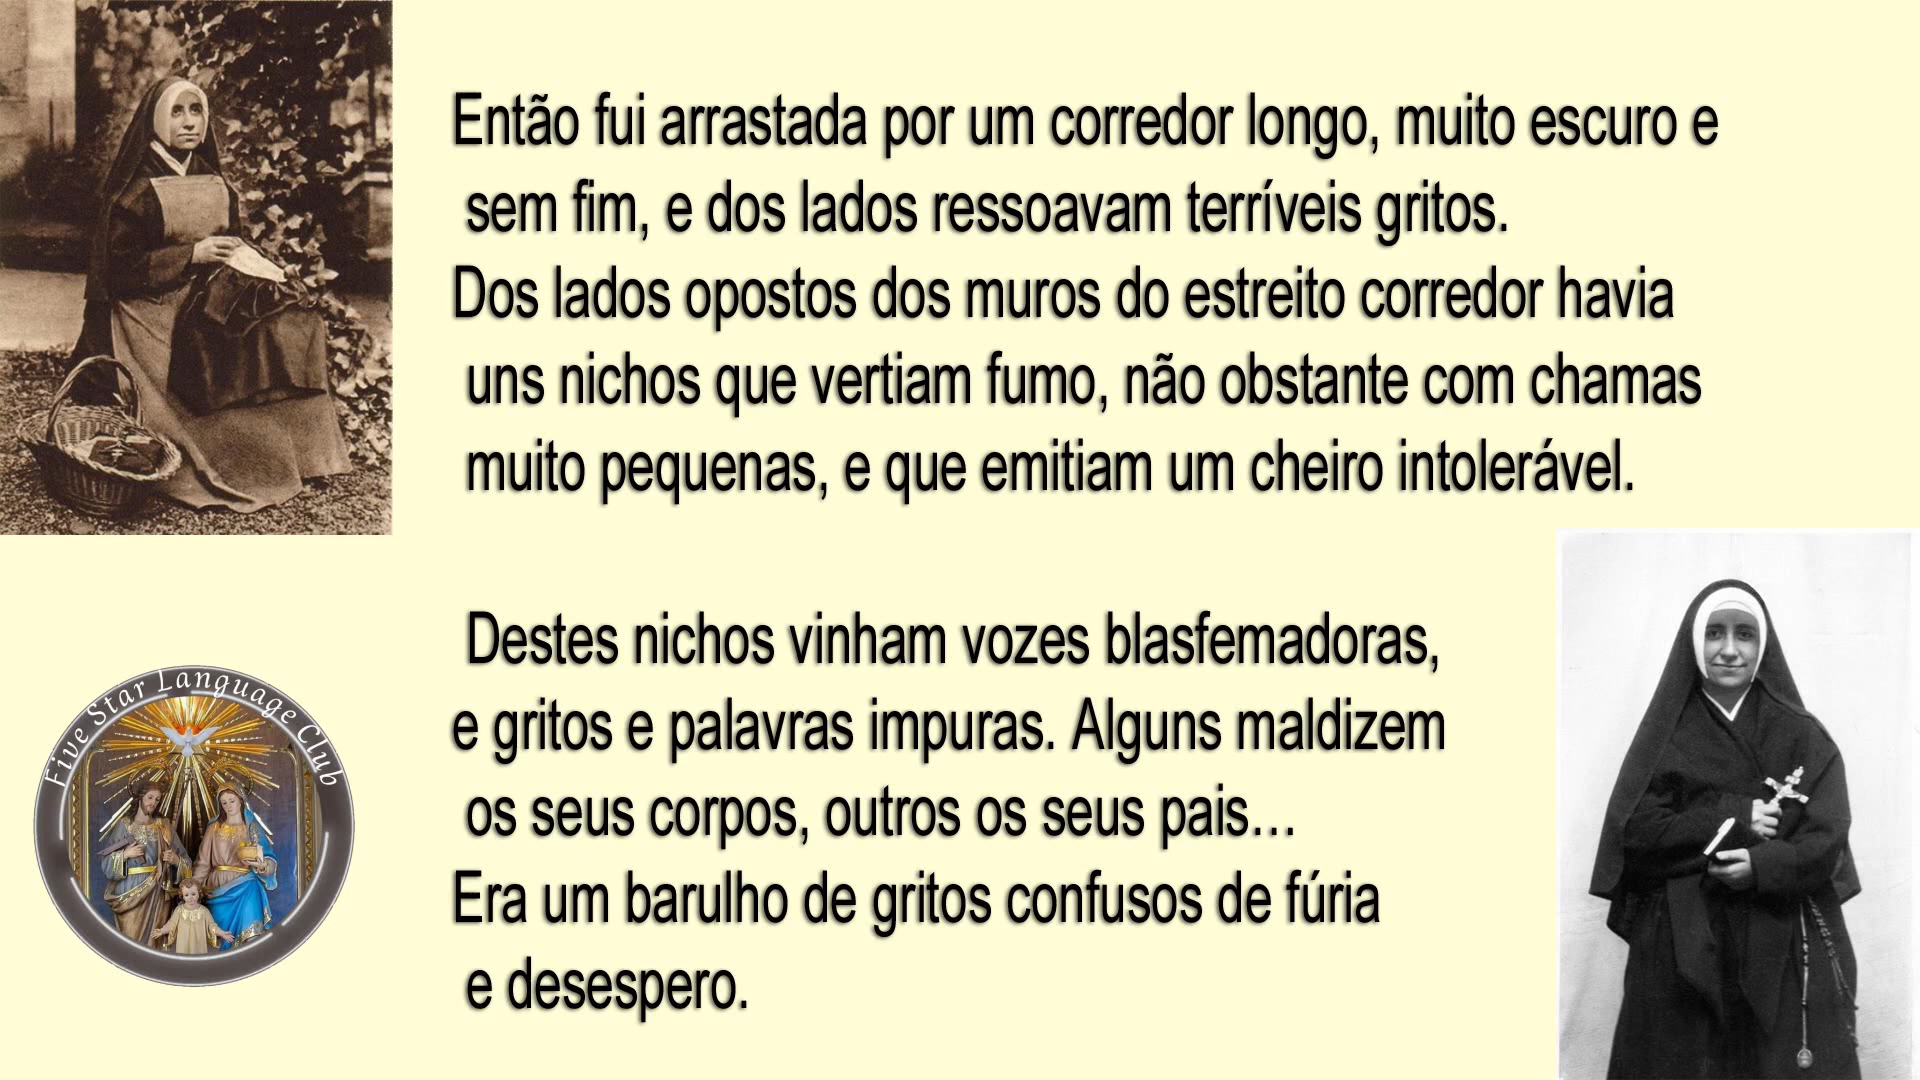 Então fui arrastada por um corredor longo, muito escuro e
sem fim, e dos lados ressoavam terríveis gritos.
Dos lados opostos dos muros do estreito corredor havia
uns nichos que vertiam fumo, não obstante com chamas
muito pequenas, e que emitiam um cheiro intolerável.
Destes nichos vinham vozes blasfemadoras,
e gritos e palavras impuras. Alguns maldizem
os seus corpos, outros os seus pais...
Era um barulho de gritos confusos de fúria
e desespero.
Five Star Language Club